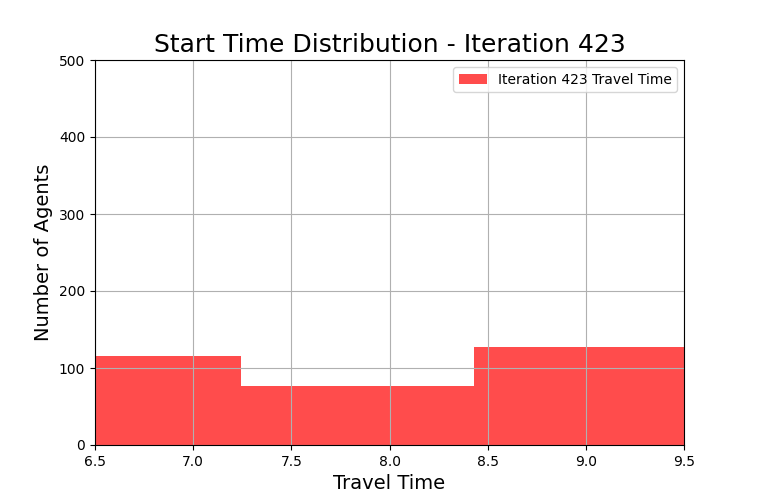 Start Time Distribution - Iteration 423
Iteration 423 Travel Time
Number of Agents
500
400
300
200
100
0
6.5 7.0 7.5 8.0 8.5 9.0 9.5
Travel Time